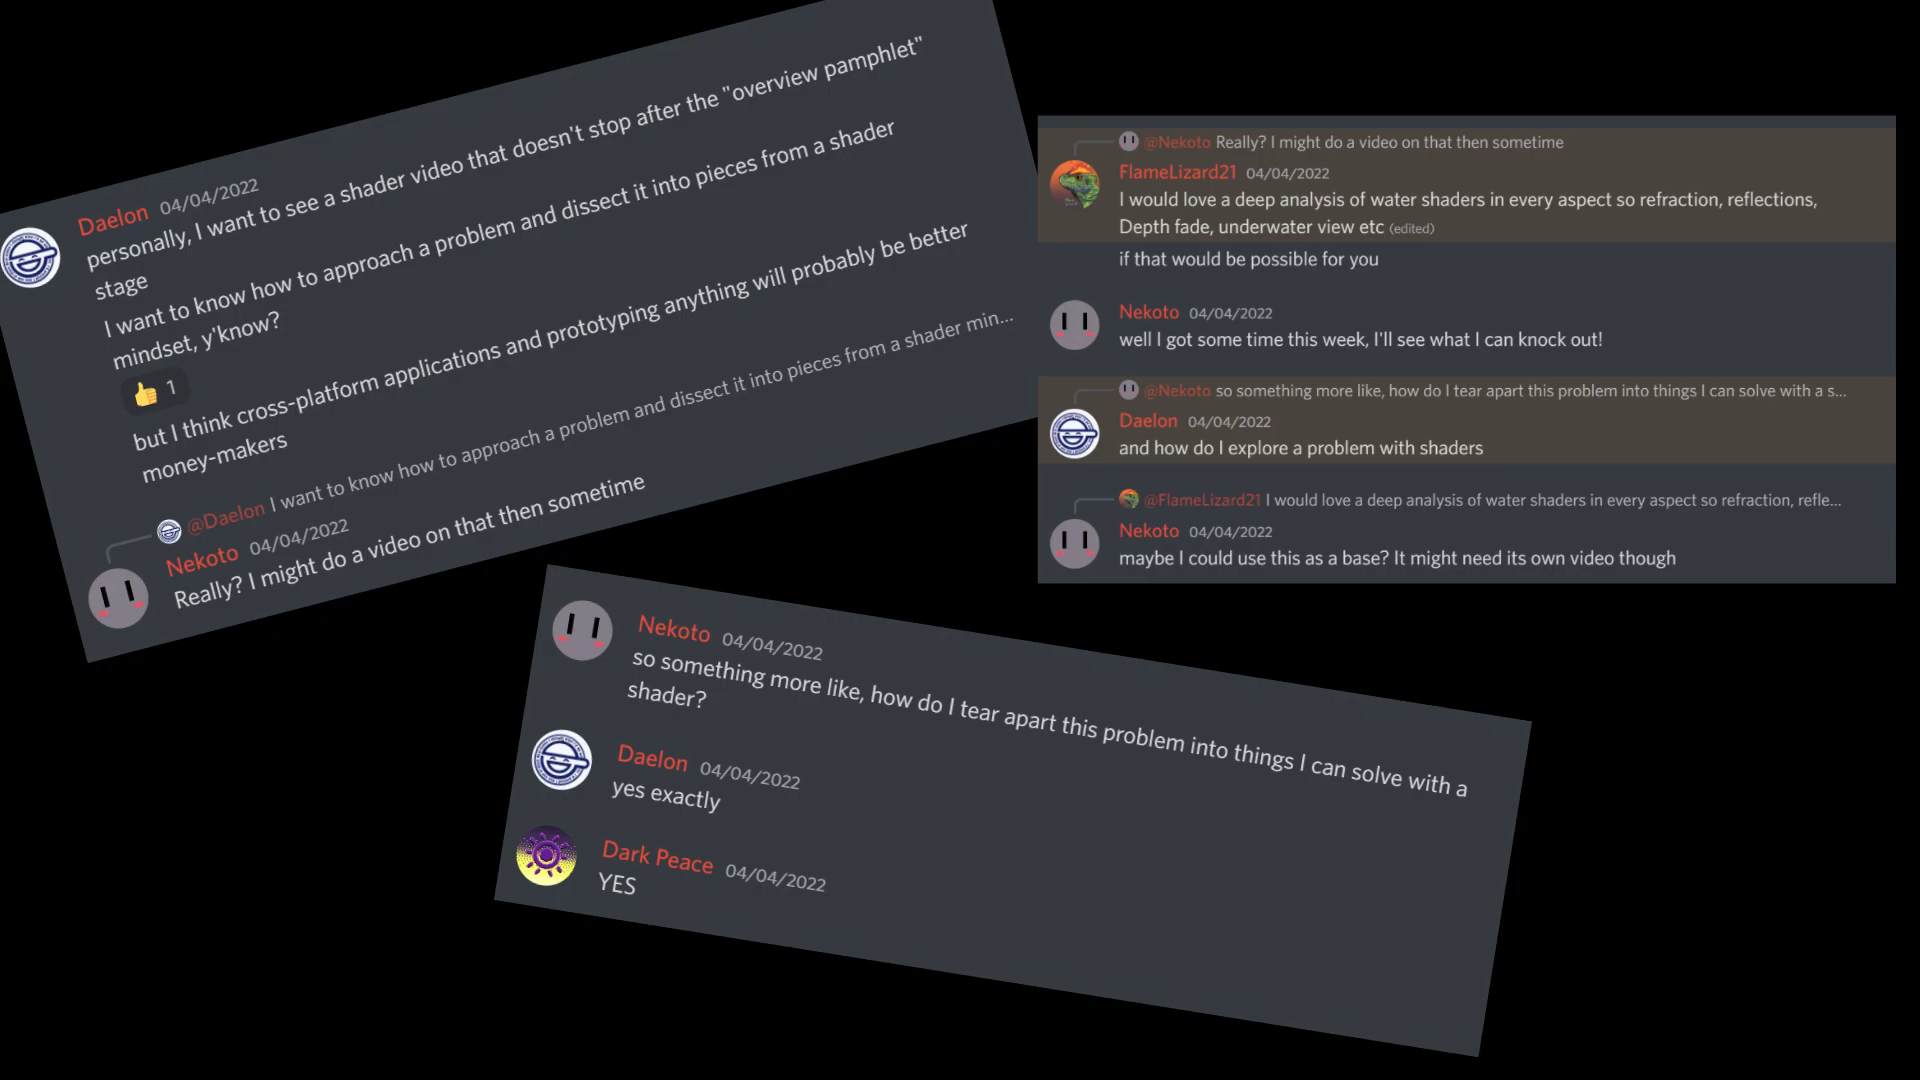 Daelon 04/04/2022
personally, I want to see a shader video that doesn't stop after the "overview pamphlet"
stage
I want to know how to approach a problem and dissect it into pieces from a shader
mindset, y'know?
👍 1
but I think cross-platform applications and prototyping anything will probably be better
money-makers
@Daelon I want to know how to approach a problem and dissect it into pieces from a shader min...
Nekoto 04/04/2022
Really? I might do a video on that then sometime
@Nekoto Really? I might do a video on that then sometime
FlameLizard21 04/04/2022
I would love a deep analysis of water shaders in every aspect so refraction, reflections,
Depth fade, underwater view etc (edited)
if that would be possible for you
Nekoto 04/04/2022
well I got some time this week, I'll see what I can knock out!
@Nekoto so something more like, how do I tear apart this problem into things I can solve with a s...
Daelon 04/04/2022
and how do I explore a problem with shaders
@FlameLizard21 I would love a deep analysis of water shaders in every aspect so refraction, refle...
Nekoto 04/04/2022
maybe I could use this as a base? It might need its own video though
Nekoto 04/04/2022
so something more like, how do I tear apart this problem into things I can solve with a
shader?
Daelon 04/04/2022
yes exactly
Dark Peace 04/04/2022
YES